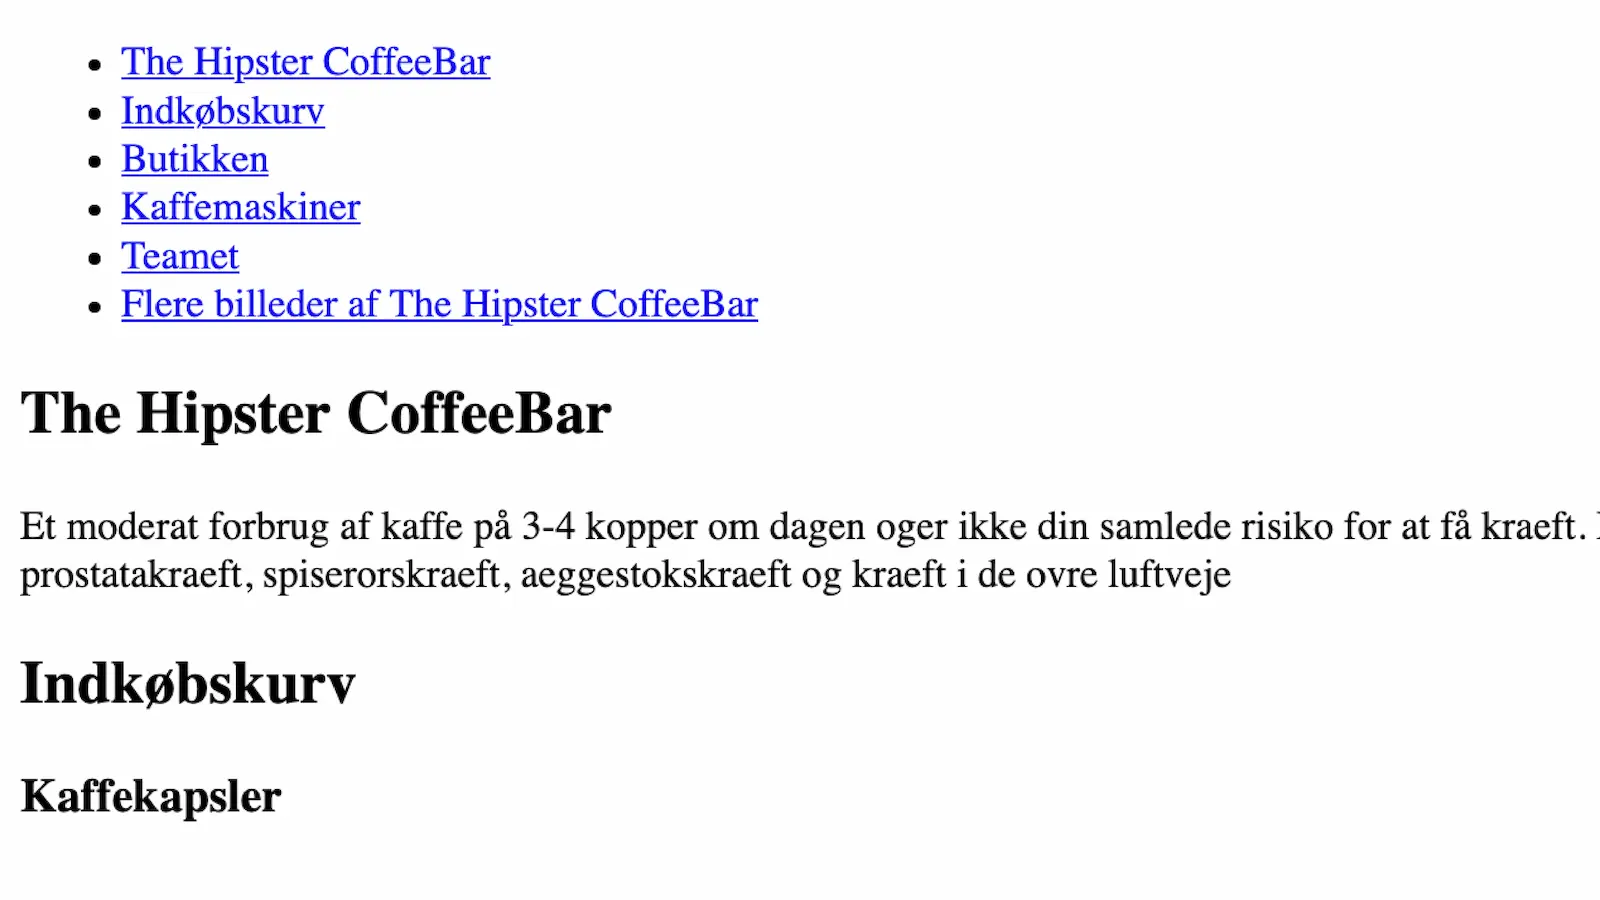 The Hipster CoffeeBar
Indkøbskurv
Butikken
Kaffemaskiner
Teamet
Flere billeder af The Hipster CoffeeBar
The Hipster CoffeeBar
Et moderat forbrug af kaffe på 3-4 kopper om dagen oger ikke din samlede risiko for at få kraeft.
prostatakraeft, spiserorskraeft, aeggestokskraeft og kraeft i de ovre luftveje
Indkøbskurv
Kaffekapsler